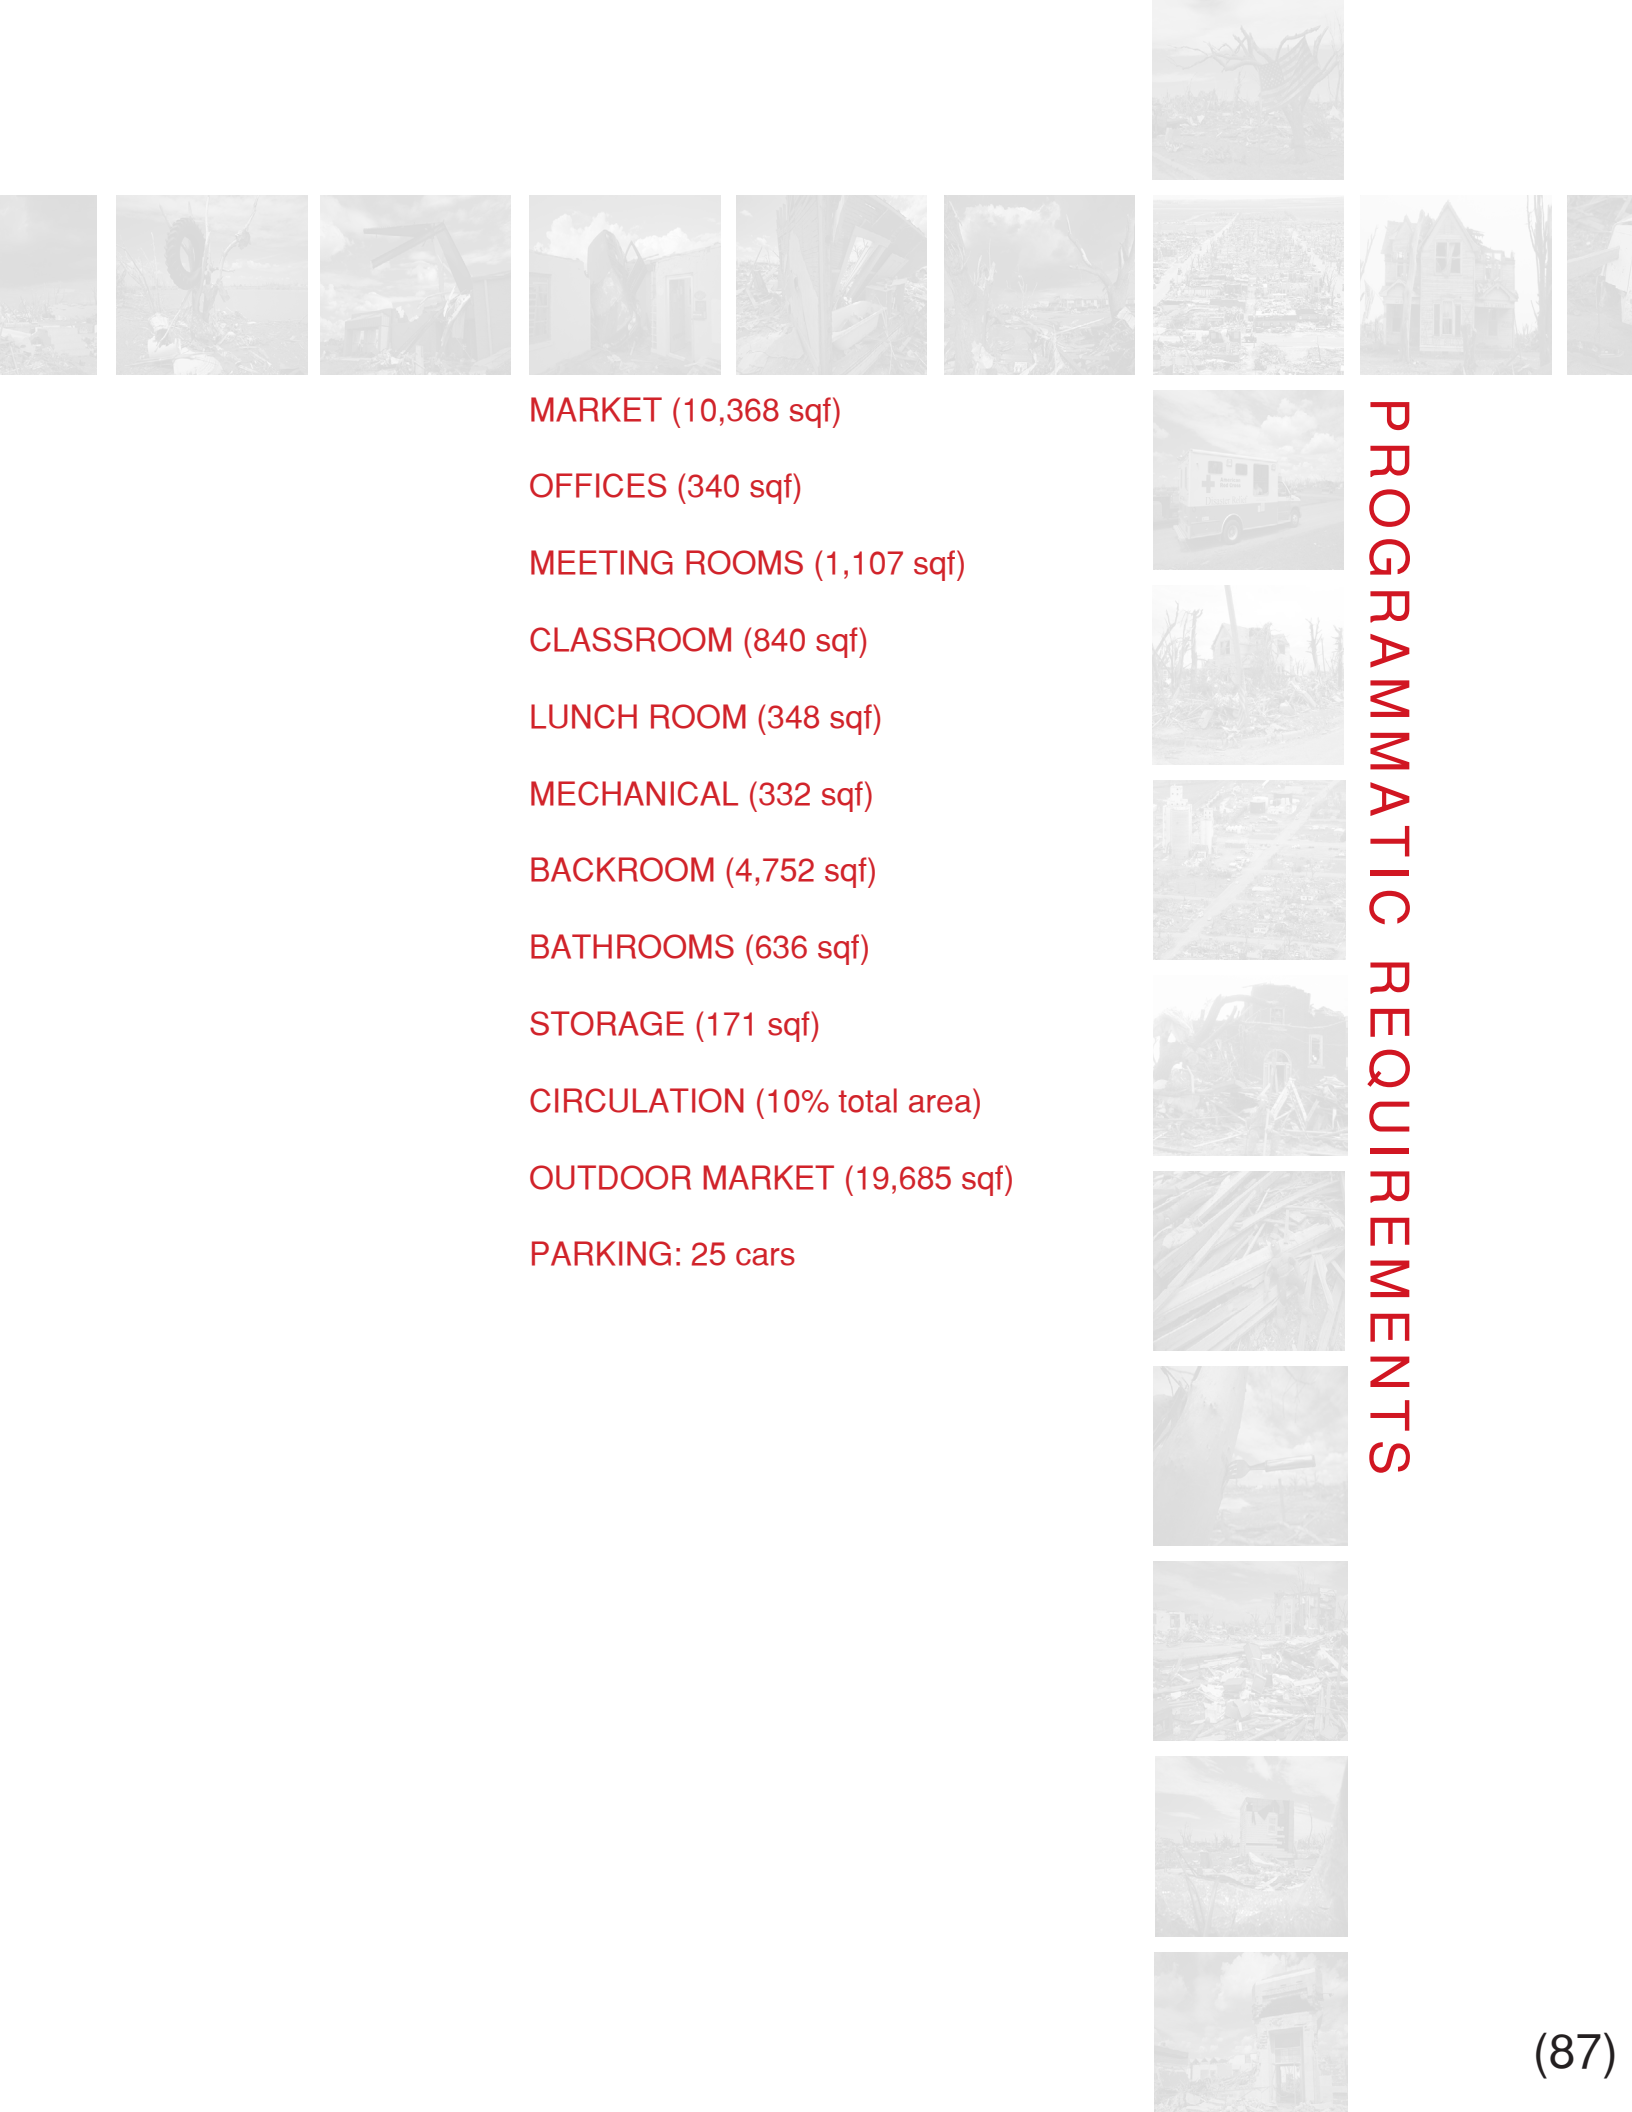 MARKET (10,368 sqf)
OFFICES (340 sqf)
MEETING ROOMS (1,107 sqf)
CLASSROOM (840 sqf)
LUNCH ROOM (348 sqf)
MECHANICAL (332 sqf)
BACKROOM (4,752 sqf)
BATHROOMS (636 sqf)
STORAGE (171 sqf)
CIRCULATION (10% total area)
OUTDOOR MARKET (19,685 sqf)
PARKING: 25 cars
PROGRAMMATIC REQUIREMENTS
(87)